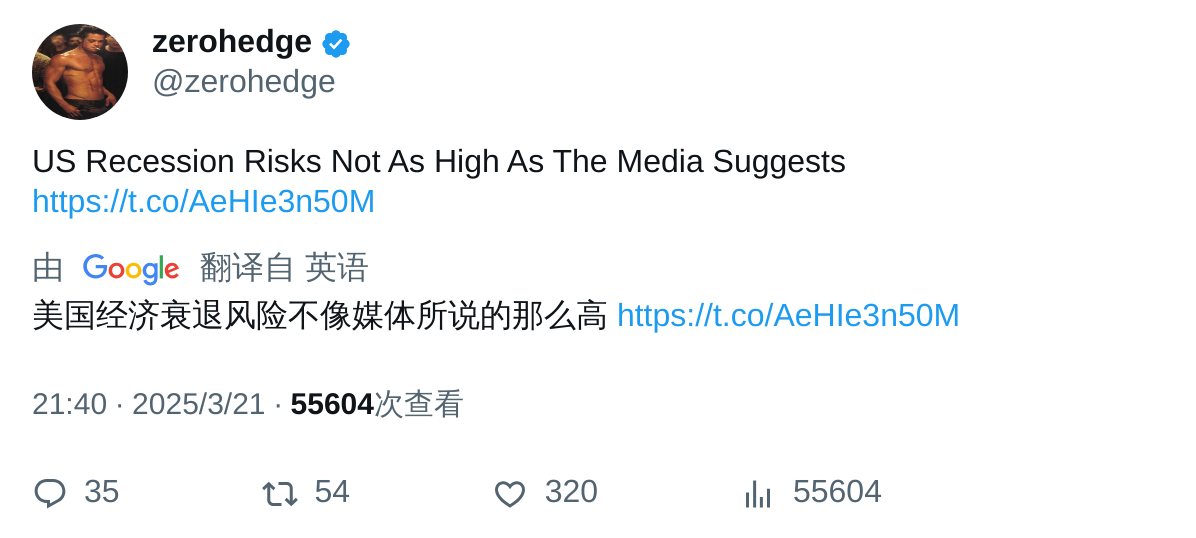 zerohedge
@zerohedge
US Recession Risks Not As High As The Media Suggests
https://t.co/AeHIe3n50M
由 Google 翻译自 英语
美国经济衰退风险不像媒体所说的那么高 https://t.co/AeHIe3n50M
21:40 · 2025/3/21 · 55604次查看
35 54 320 55604